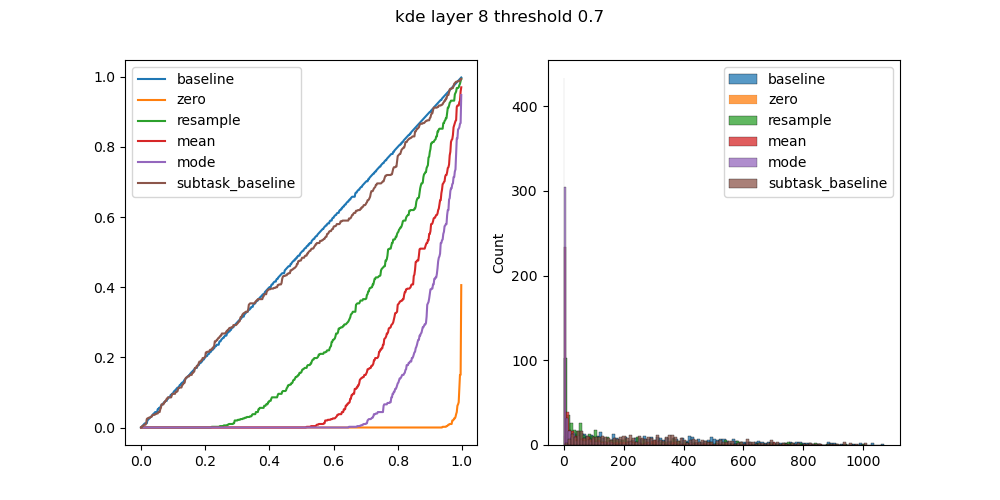 kde layer 8 threshold 0.7
baseline
zero
resample
mean
mode
subtask_baseline
1.0
0.8
0.6
0.4
0.2
0.0
0.0 0.2 0.4 0.6 0.8 1.0
baseline
zero
resample
mean
mode
subtask_baseline
Count
400
300
200
100
0
0 200 400 600 800 1000